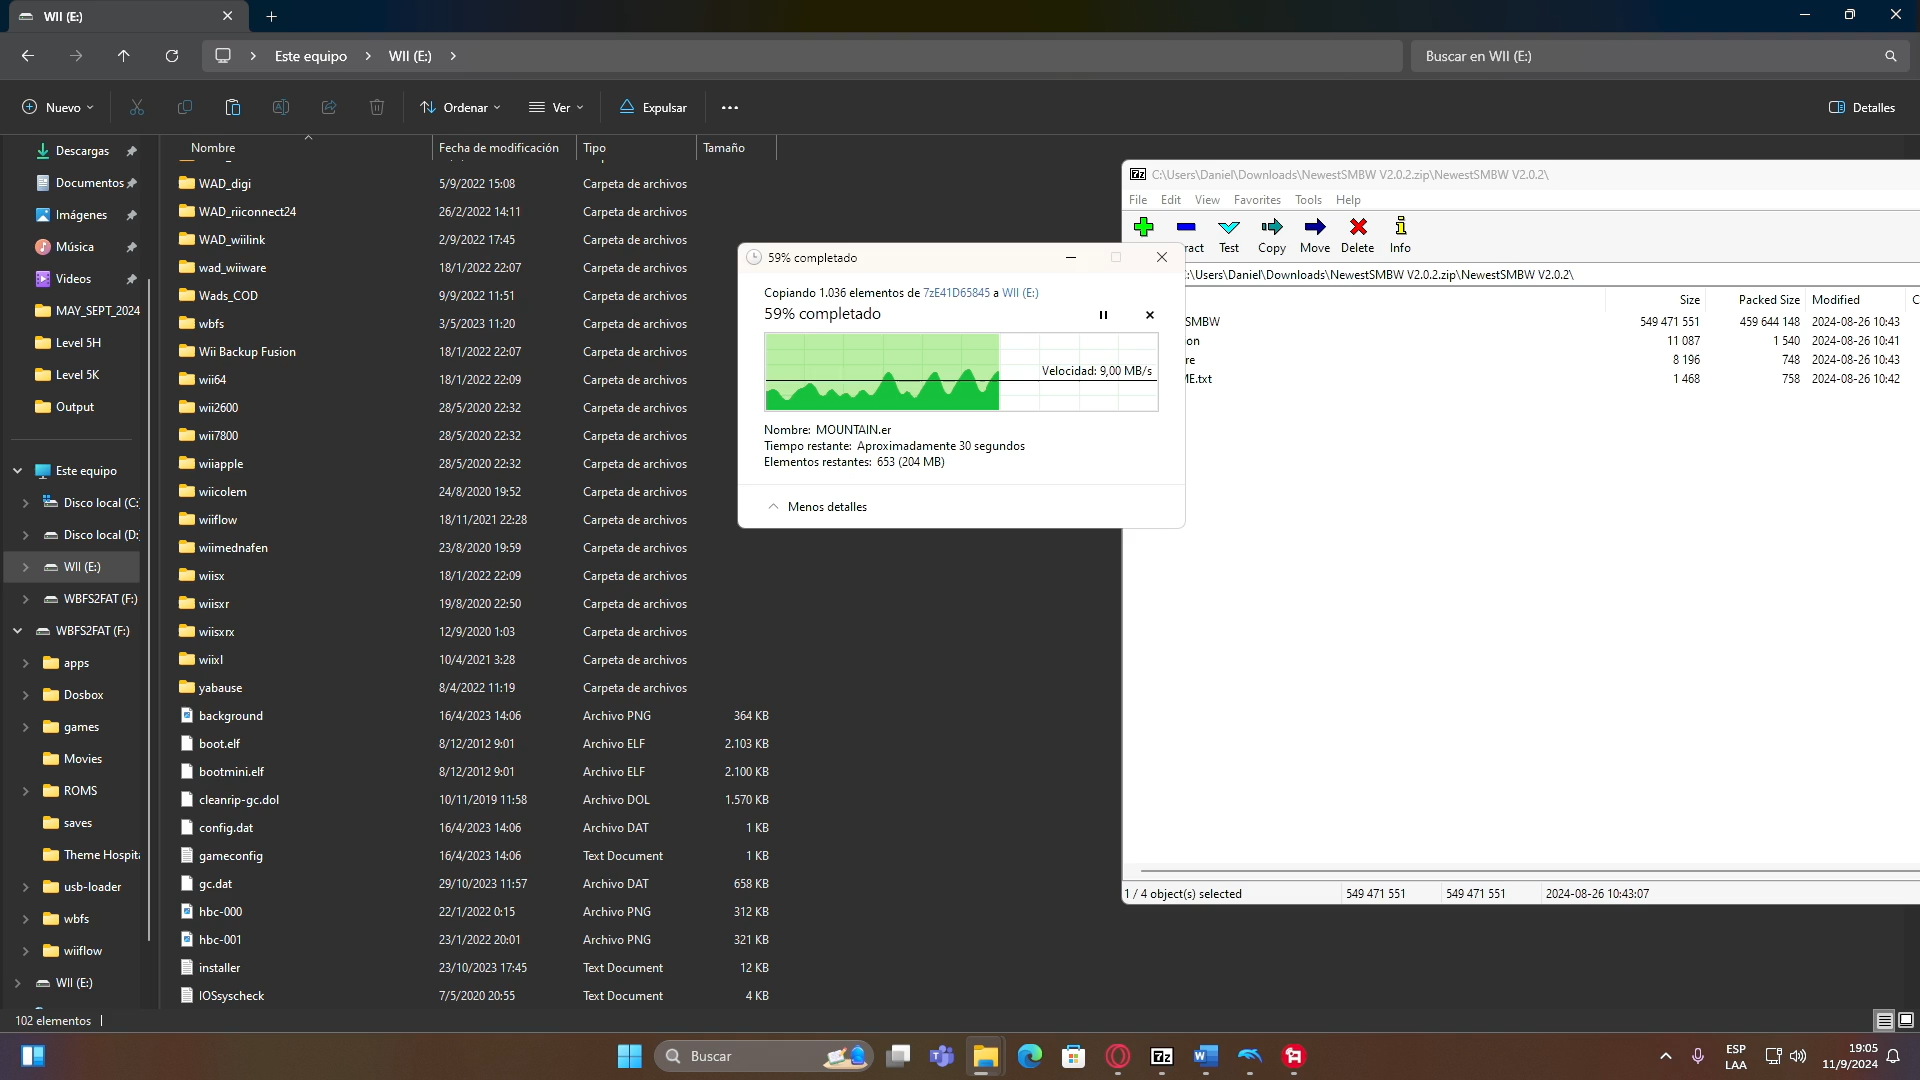 WII (E:)
Este equipo > WII (E:) >
Buscar en WII (E:)
Nuevo
Ordenar
Ver
Expulsar
Detalles
Descargas
Documentos
Imágenes
Música
Videos
MAY_SEPT_2024
Level 5H
Level 5K
Output
Este equipo
Disco local (C:
Disco local (D:
WII (E:)
WBFS2FAT (F:)
WBFS2FAT (F:)
apps
Dosbox
games
Movies
ROMS
saves
Theme Hospita
usb-loader
wbfs
wiiflow
WII (E:)
Nombre Fecha de modificación Tipo Tamaño
WAD_digi 5/9/2022 15:08 Carpeta de archivos
WAD_riiconnect24 26/2/2022 14:11 Carpeta de archivos
WAD_wiilink 2/9/2022 17:45 Carpeta de archivos
wad_wiiware 18/1/2022 22:07 Carpeta de archivos
Wads_COD 9/9/2022 11:51 Carpeta de archivos
wbfs 3/5/2023 11:20 Carpeta de archivos
Wii Backup Fusion 18/1/2022 22:07 Carpeta de archivos
wii64 18/1/2022 22:09 Carpeta de archivos
wii2600 28/5/2020 22:32 Carpeta de archivos
wii7800 28/5/2020 22:32 Carpeta de archivos
wiiapple 28/5/2020 22:32 Carpeta de archivos
wiicolem 24/8/2020 19:52 Carpeta de archivos
wiiflow 18/11/2021 22:28 Carpeta de archivos
wiimednafen 23/8/2020 19:59 Carpeta de archivos
wiisx 18/1/2022 22:09 Carpeta de archivos
wiisxr 19/8/2020 22:50 Carpeta de archivos
wiisxrx 12/9/2020 1:03 Carpeta de archivos
wiixl 10/4/2021 3:28 Carpeta de archivos
yabause 8/4/2022 11:19 Carpeta de archivos
background 16/4/2023 14:06 Archivo PNG 364 KB
boot.elf 8/12/2012 9:01 Archivo ELF 2.103 KB
bootmini.elf 8/12/2012 9:01 Archivo ELF 2.100 KB
cleanrip-gc.dol 10/11/2019 11:58 Archivo DOL 1.570 KB
config.dat 16/4/2023 14:06 Archivo DAT 1 KB
gameconfig 16/4/2023 14:06 Text Document 1 KB
gc.dat 29/10/2023 11:57 Archivo DAT 658 KB
hbc-000 22/1/2022 0:15 Archivo PNG 312 KB
hbc-001 23/1/2022 20:01 Archivo PNG 321 KB
installer 23/10/2023 17:45 Text Document 12 KB
IOSsyscheck 7/5/2020 20:55 Text Document 4 KB
102 elementos
59% completado
Copiando 1.036 elementos de 7zE41D65845 a WII (E:)
59% completado
Velocidad: 9,00 MB/s
Nombre: MOUNTAIN.er
Tiempo restante: Aproximadamente 30 segundos
Elementos restantes: 653 (204 MB)
Menos detalles
7z C:\Users\Daniel\Downloads\NewestSMBW V2.0.2.zip\NewestSMBW V2.0.2\
File Edit View Favorites Tools Help
ract Test Copy Move Delete Info
:\Users\Daniel\Downloads\NewestSMBW V2.0.2.zip\NewestSMBW V2.0.2\
Size Packed Size Modified C
SMBW 549 471 551 459 644 148 2024-08-26 10:43
on 11 087 1 540 2024-08-26 10:41
re 8 196 748 2024-08-26 10:43
ME.txt 1 468 758 2024-08-26 10:42
1 / 4 object(s) selected 549 471 551 549 471 551 2024-08-26 10:43:07
Buscar
7z
W
ESP
LAA
19:05
11/9/2024